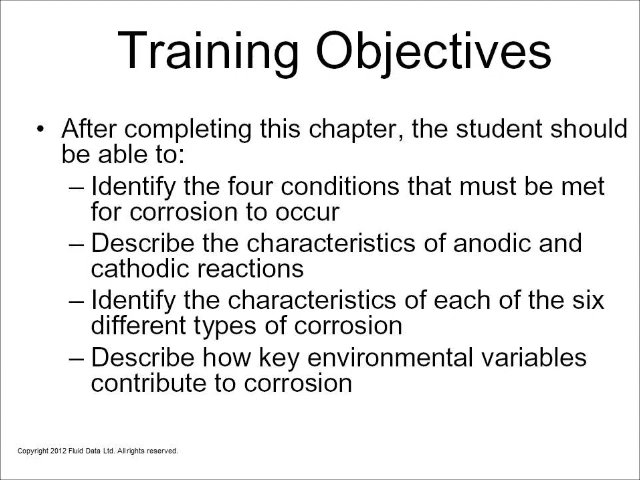 Training Objectives
• After completing this chapter, the student should
be able to:
– Identify the four conditions that must be met
for corrosion to occur
– Describe the characteristics of anodic and
cathodic reactions
– Identify the characteristics of each of the six
different types of corrosion
– Describe how key environmental variables
contribute to corrosion
Copyright 2012 Fluid Data Ltd. All rights reserved.